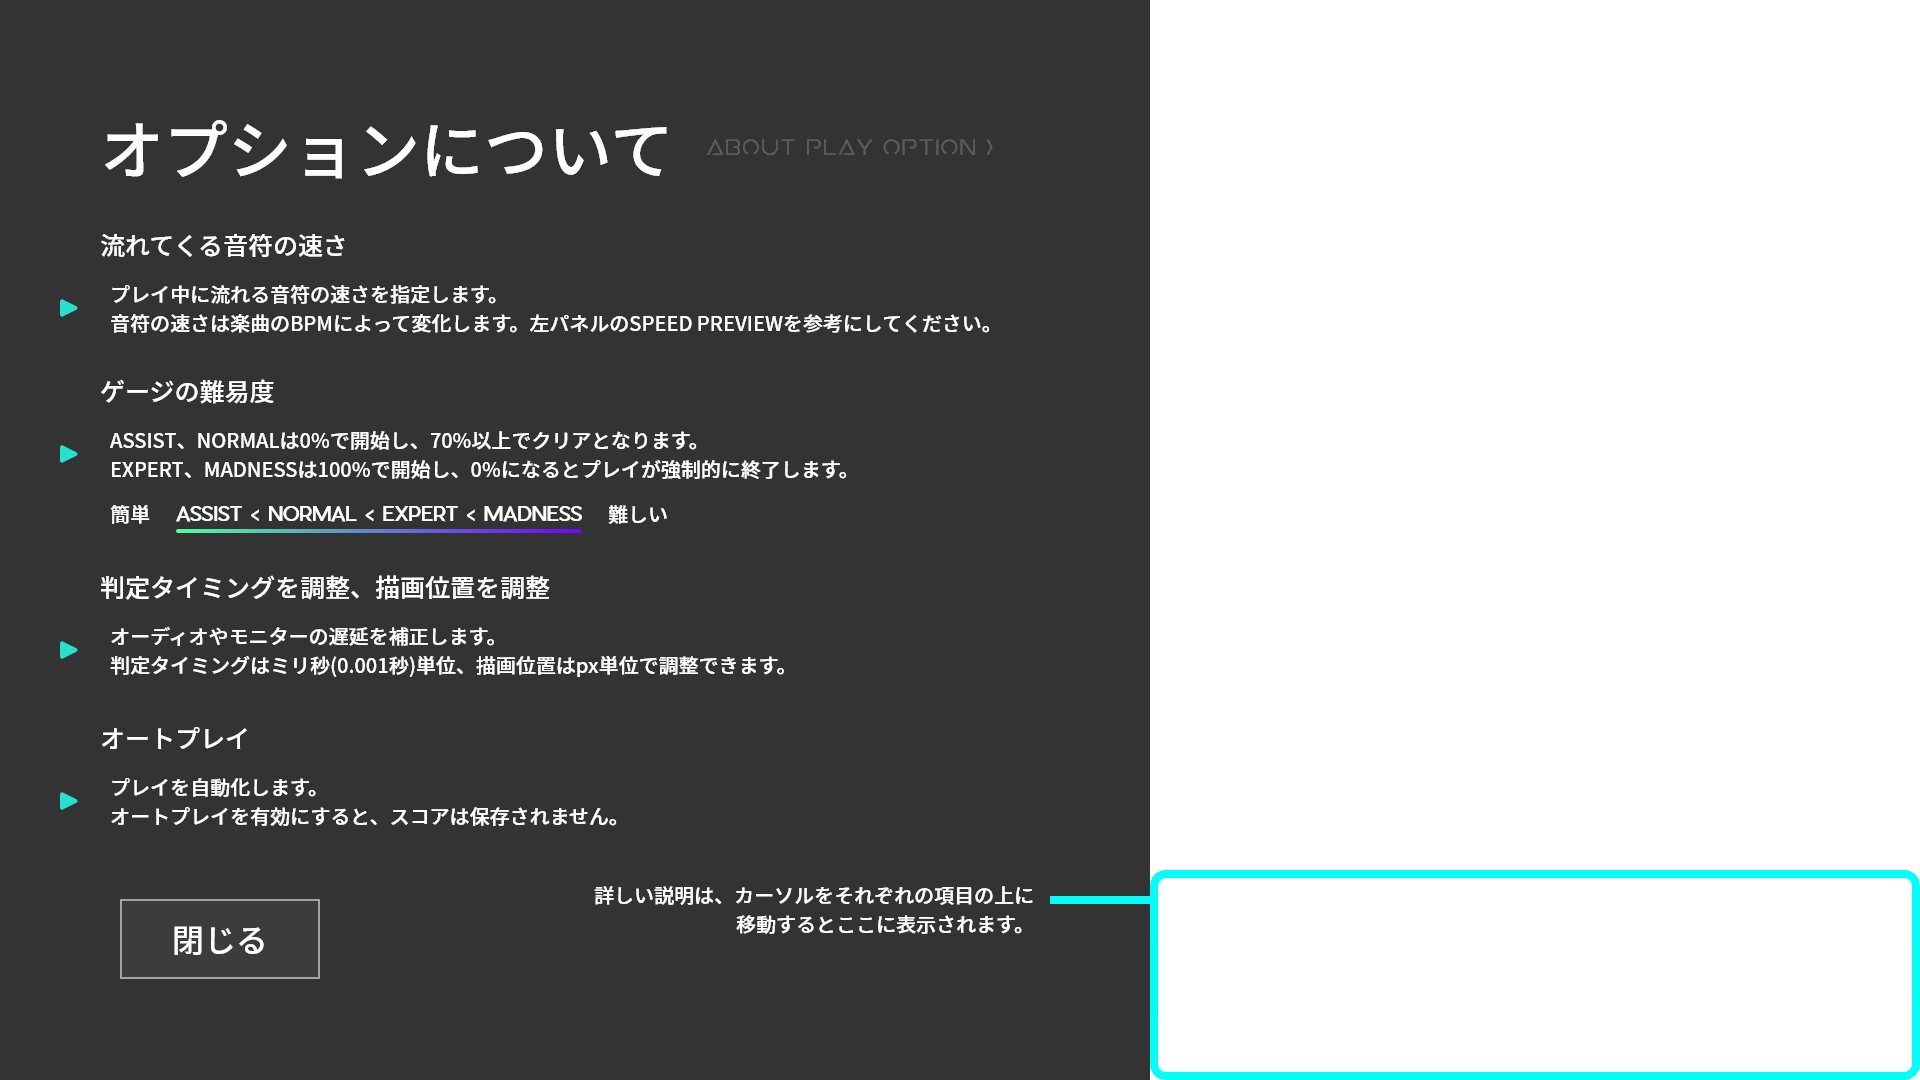 オプションについて ABOUT PLAY OPTION >
流れてくる音符の速さ
プレイ中に流れる音符の速さを指定します。
音符の速さは楽曲のBPMによって変化します。左パネルのSPEED PREVIEWを参考にしてください。
ゲージの難易度
ASSIST、NORMALは0%で開始し、70%以上でクリアとなります。
EXPERT、MADNESSは100%で開始し、0%になるとプレイが強制的に終了します。
簡単 ASSIST < NORMAL < EXPERT < MADNESS 難しい
判定タイミングを調整、描画位置を調整
オーディオやモニターの遅延を補正します。
判定タイミングはミリ秒(0.001秒)単位、描画位置はpx単位で調整できます。
オートプレイ
プレイを自動化します。
オートプレイを有効にすると、スコアは保存されません。
詳しい説明は、カーソルをそれぞれの項目の上に
移動するとここに表示されます。
閉じる